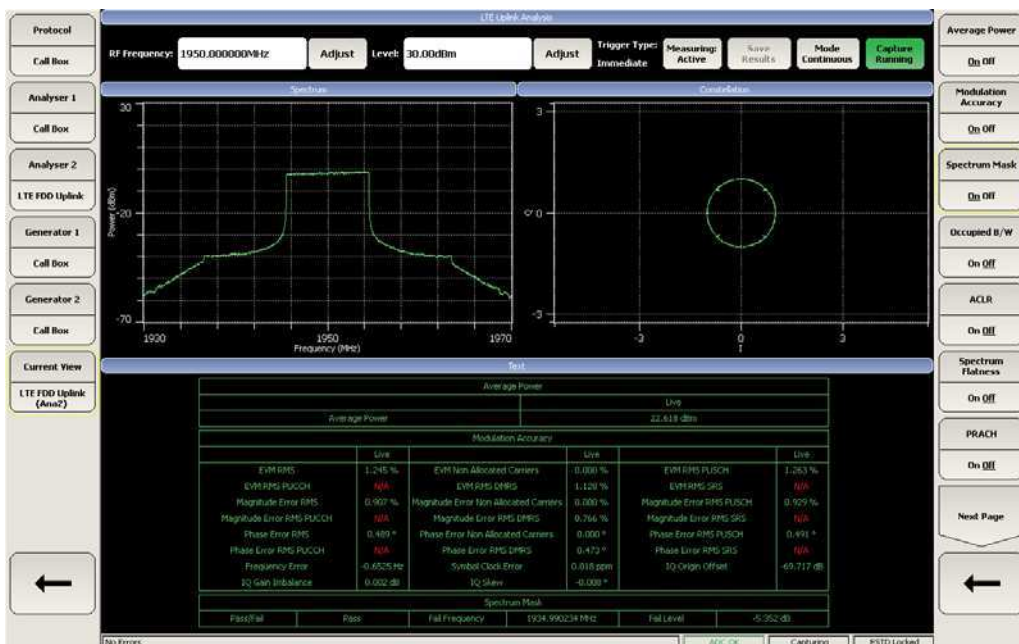 LTE Uplink Analysis
Protocol
Call Box
Analyser 1
Call Box
Analyser 2
LTE FDD Uplink
Generator 1
Call Box
Generator 2
Call Box
Current View
LTE FDD Uplink (Ana2)
RF Frequency: 1950.000000MHz Adjust Level: 30.00dBm Adjust Trigger Type: Immediate Measuring: Active Save Results Mode Continuous Capture Running
Spectrum
30
-20
-70
Power (dBm)
1930 1950 1970
Frequency (MHz)
Constellation
3
Q 0
-3
-3 0 3
I
Text
Average Power
Live
Average Power 22.618 dBm
Modulation Accuracy
Live Live Live
EVM RMS 1.245 % EVM Non Allocated Carriers 0.000 % EVM RMS PUSCH 1.263 %
EVM RMS PUCCH N/A EVM RMS DMRS 1.128 % EVM RMS SRS N/A
Magnitude Error RMS 0.907 % Magnitude Error Non Allocated Carriers 0.000 % Magnitude Error RMS PUSCH 0.929 %
Magnitude Error RMS PUCCH N/A Magnitude Error RMS DMRS 0.766 % Magnitude Error RMS SRS N/A
Phase Error RMS 0.489 ° Phase Error Non Allocated Carriers 0.000 ° Phase Error RMS PUSCH 0.491 °
Phase Error RMS PUCCH N/A Phase Error RMS DMRS 0.473 ° Phase Error RMS SRS N/A
Frequency Error -0.6525 Hz Symbol Clock Error 0.018 ppm IQ Origin Offset -69.717 dB
IQ Gain Imbalance 0.002 dB IQ Skew -0.008 °
Spectrum Mask
Pass/Fail Pass Fail Frequency 1934.990234 MHz Fail Level -5.352 dB
No Errors ADC OK Capturing FSTD Locked
Average Power
On Off
Modulation Accuracy
On Off
Spectrum Mask
On Off
Occupied B/W
On Off
ACLR
On Off
Spectrum Flatness
On Off
PRACH
On Off
Next Page